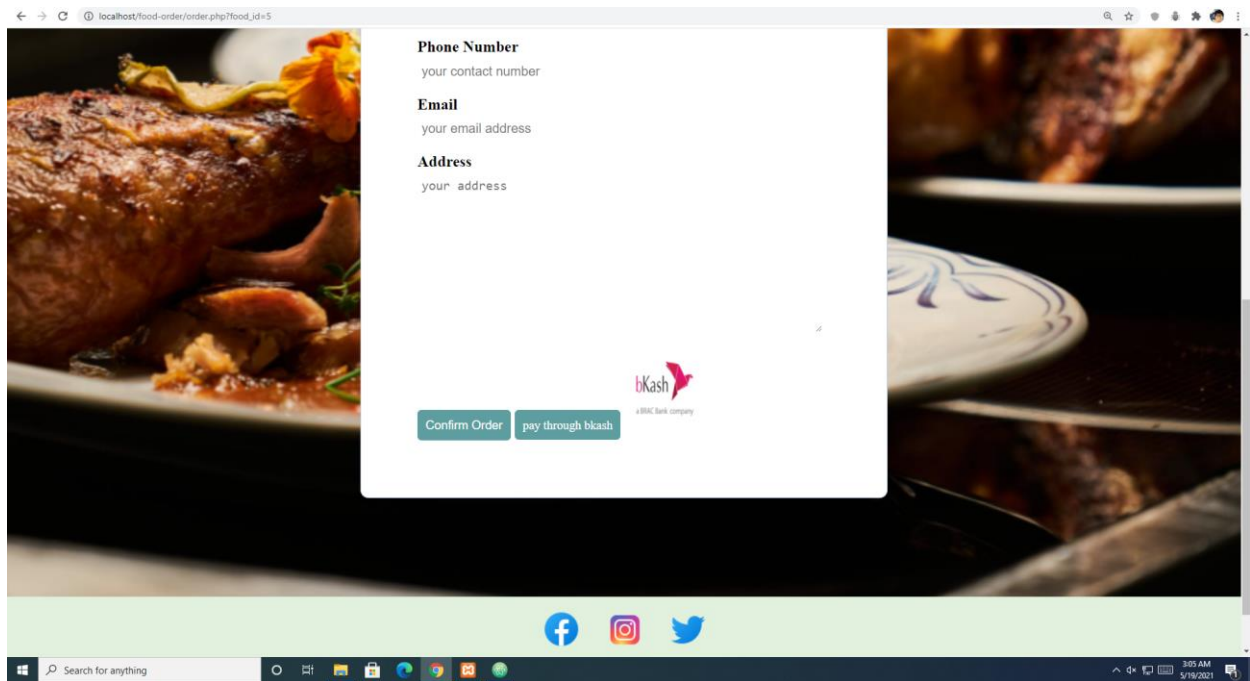 localhost/food-order/order.php?food_id=5
Phone Number
your contact number
Email
your email address
Address
your address
bKash
a BRAC Bank company
Confirm Order
pay through bkash
Search for anything
3:05 AM
5/19/2021